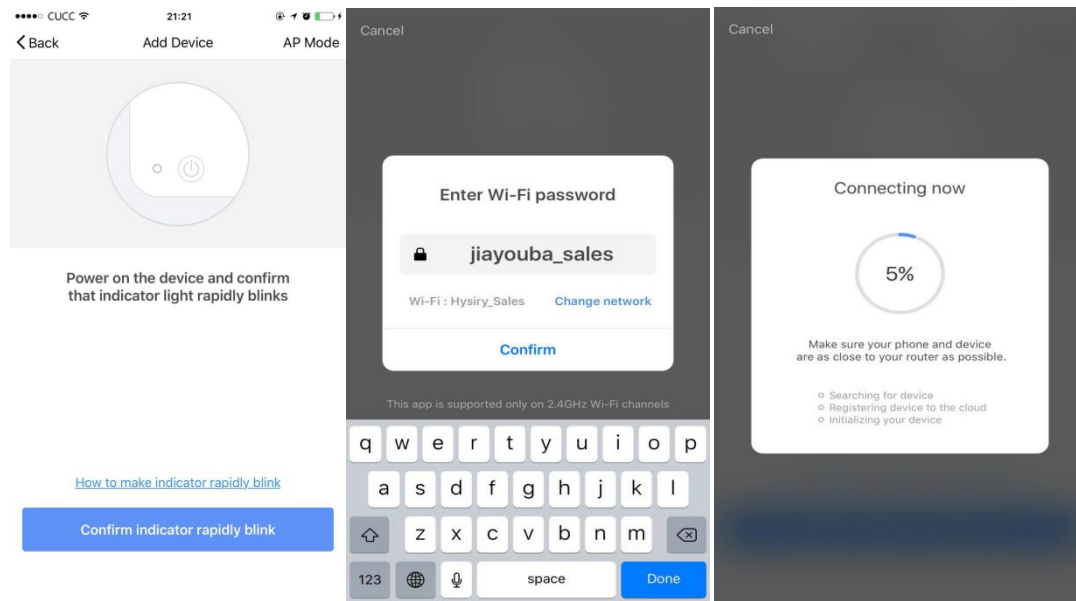 CUCC
21:21
Back
Add Device
AP Mode
Power on the device and confirm
that indicator light rapidly blinks
How to make indicator rapidly blink
Confirm indicator rapidly blink
Cancel
Enter Wi-Fi password
jiayouba_sales
Wi-Fi : Hysiry_Sales
Change network
Confirm
This app is supported only on 2.4GHz Wi-Fi channels
q w e r t y u i o p
a s d f g h j k l
z x c v b n m
123
space
Done
Cancel
Connecting now
5%
Make sure your phone and device
are as close to your router as possible.
Searching for device
Registering device to the cloud
Initializing your device